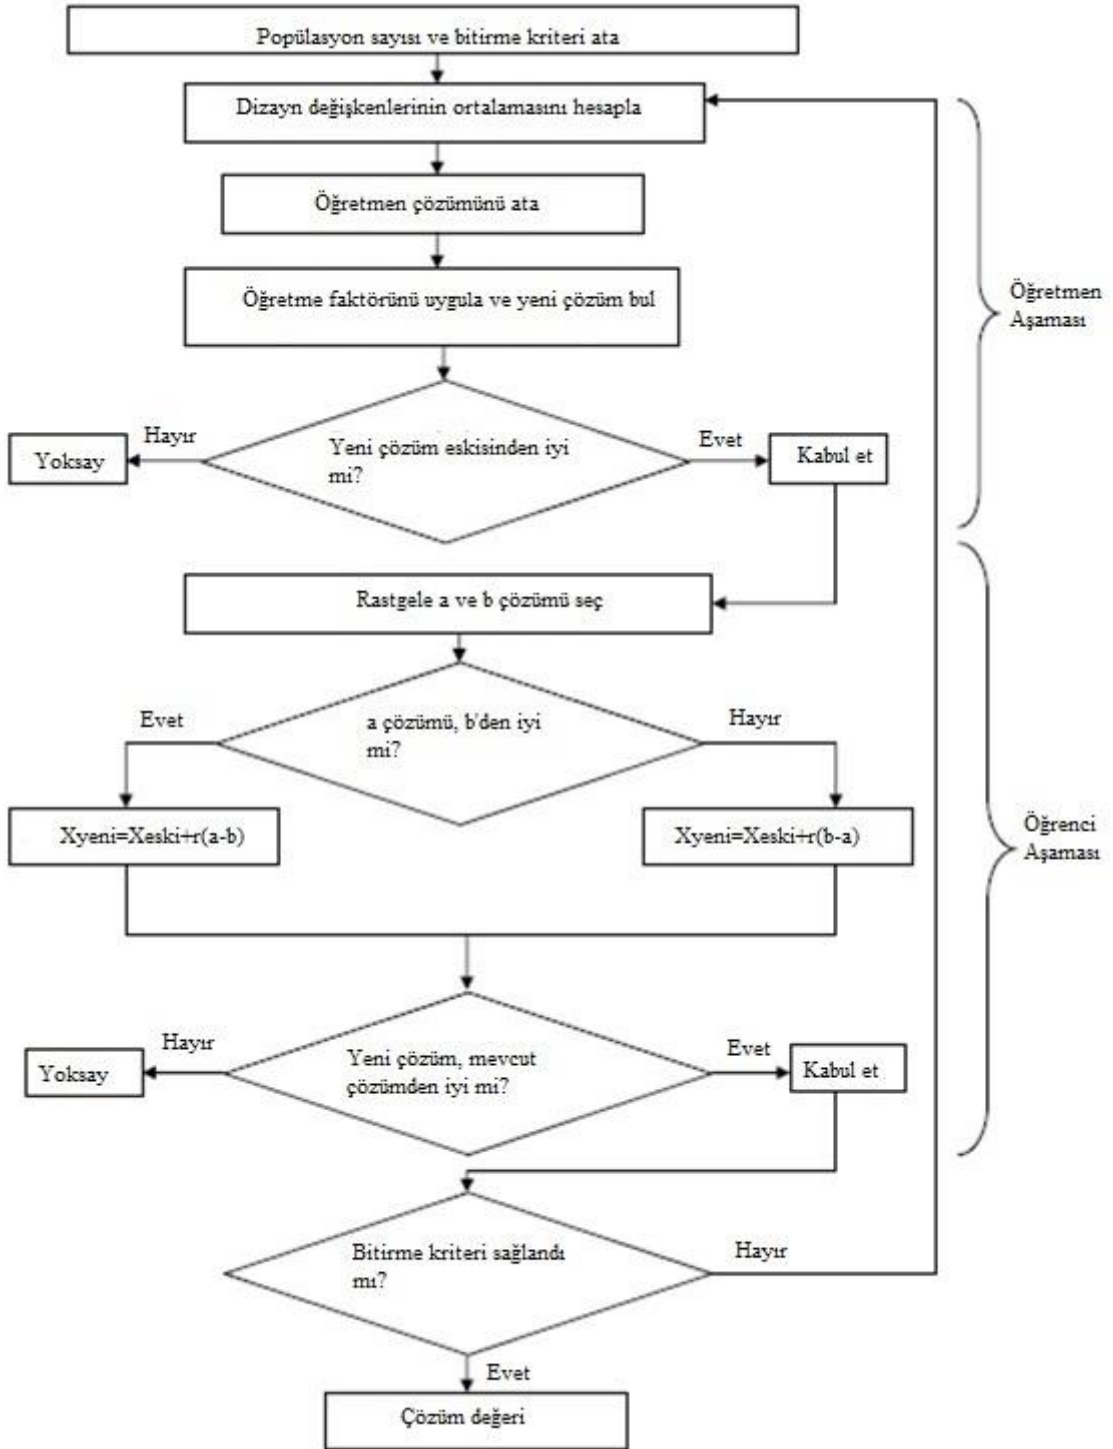 Popülasyon sayısı ve bitirme kriteri ata
Dizayn değişkenlerinin ortalamasını hesapla
Öğretmen çözümünü ata
Öğretme faktörünü uygula ve yeni çözüm bul
Öğretmen
Aşaması
Yeni çözüm eskisinden iyi
mi?
Hayır
Yoksay
Evet
Kabul et
Rastgele a ve b çözümü seç
a çözümü, b'den iyi
mi?
Evet
Hayır
Xyeni=Xeski+r(a-b)
Xyeni=Xeski+r(b-a)
Öğrenci
Aşaması
Yeni çözüm, mevcut
çözümden iyi mi?
Hayır
Yoksay
Evet
Kabul et
Bitirme kriteri sağlandı
mı?
Hayır
Evet
Çözüm değeri